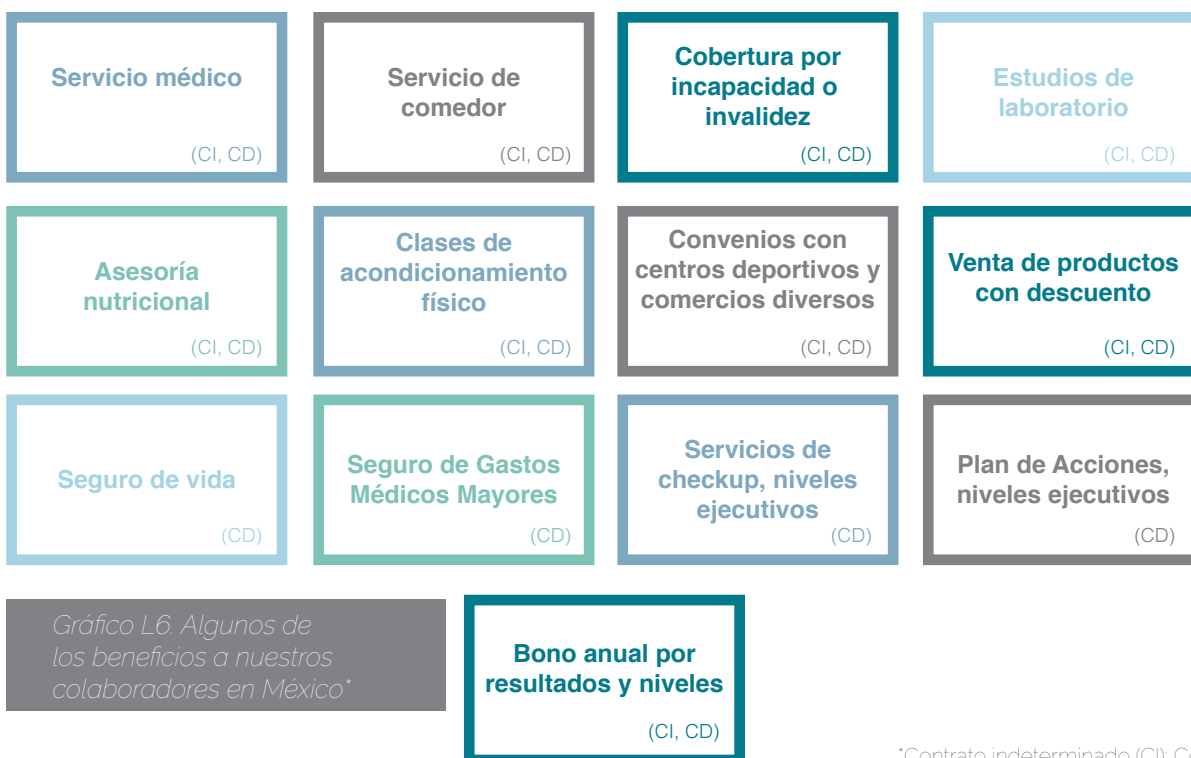 Servicio médico
(CI, CD)
Servicio de
comedor
(CI, CD)
Cobertura por
incapacidad o
invalidez
(CI, CD)
Estudios de
laboratorio
(CI, CD)
Asesoría
nutricional
(CI, CD)
Clases de
acondicionamiento
físico
(CI, CD)
Convenios con
centros deportivos y
comercios diversos
(CI, CD)
Venta de productos
con descuento
(CI, CD)
Seguro de vida
(CD)
Seguro de Gastos
Médicos Mayores
(CD)
Servicios de
checkup, niveles
ejecutivos
(CD)
Plan de Acciones,
niveles ejecutivos
(CD)
Gráfico L6. Algunos de
los beneficios a nuestros
colaboradores en México*
Bono anual por
resultados y niveles
(CI, CD)
*Contrato indeterminado (CI);